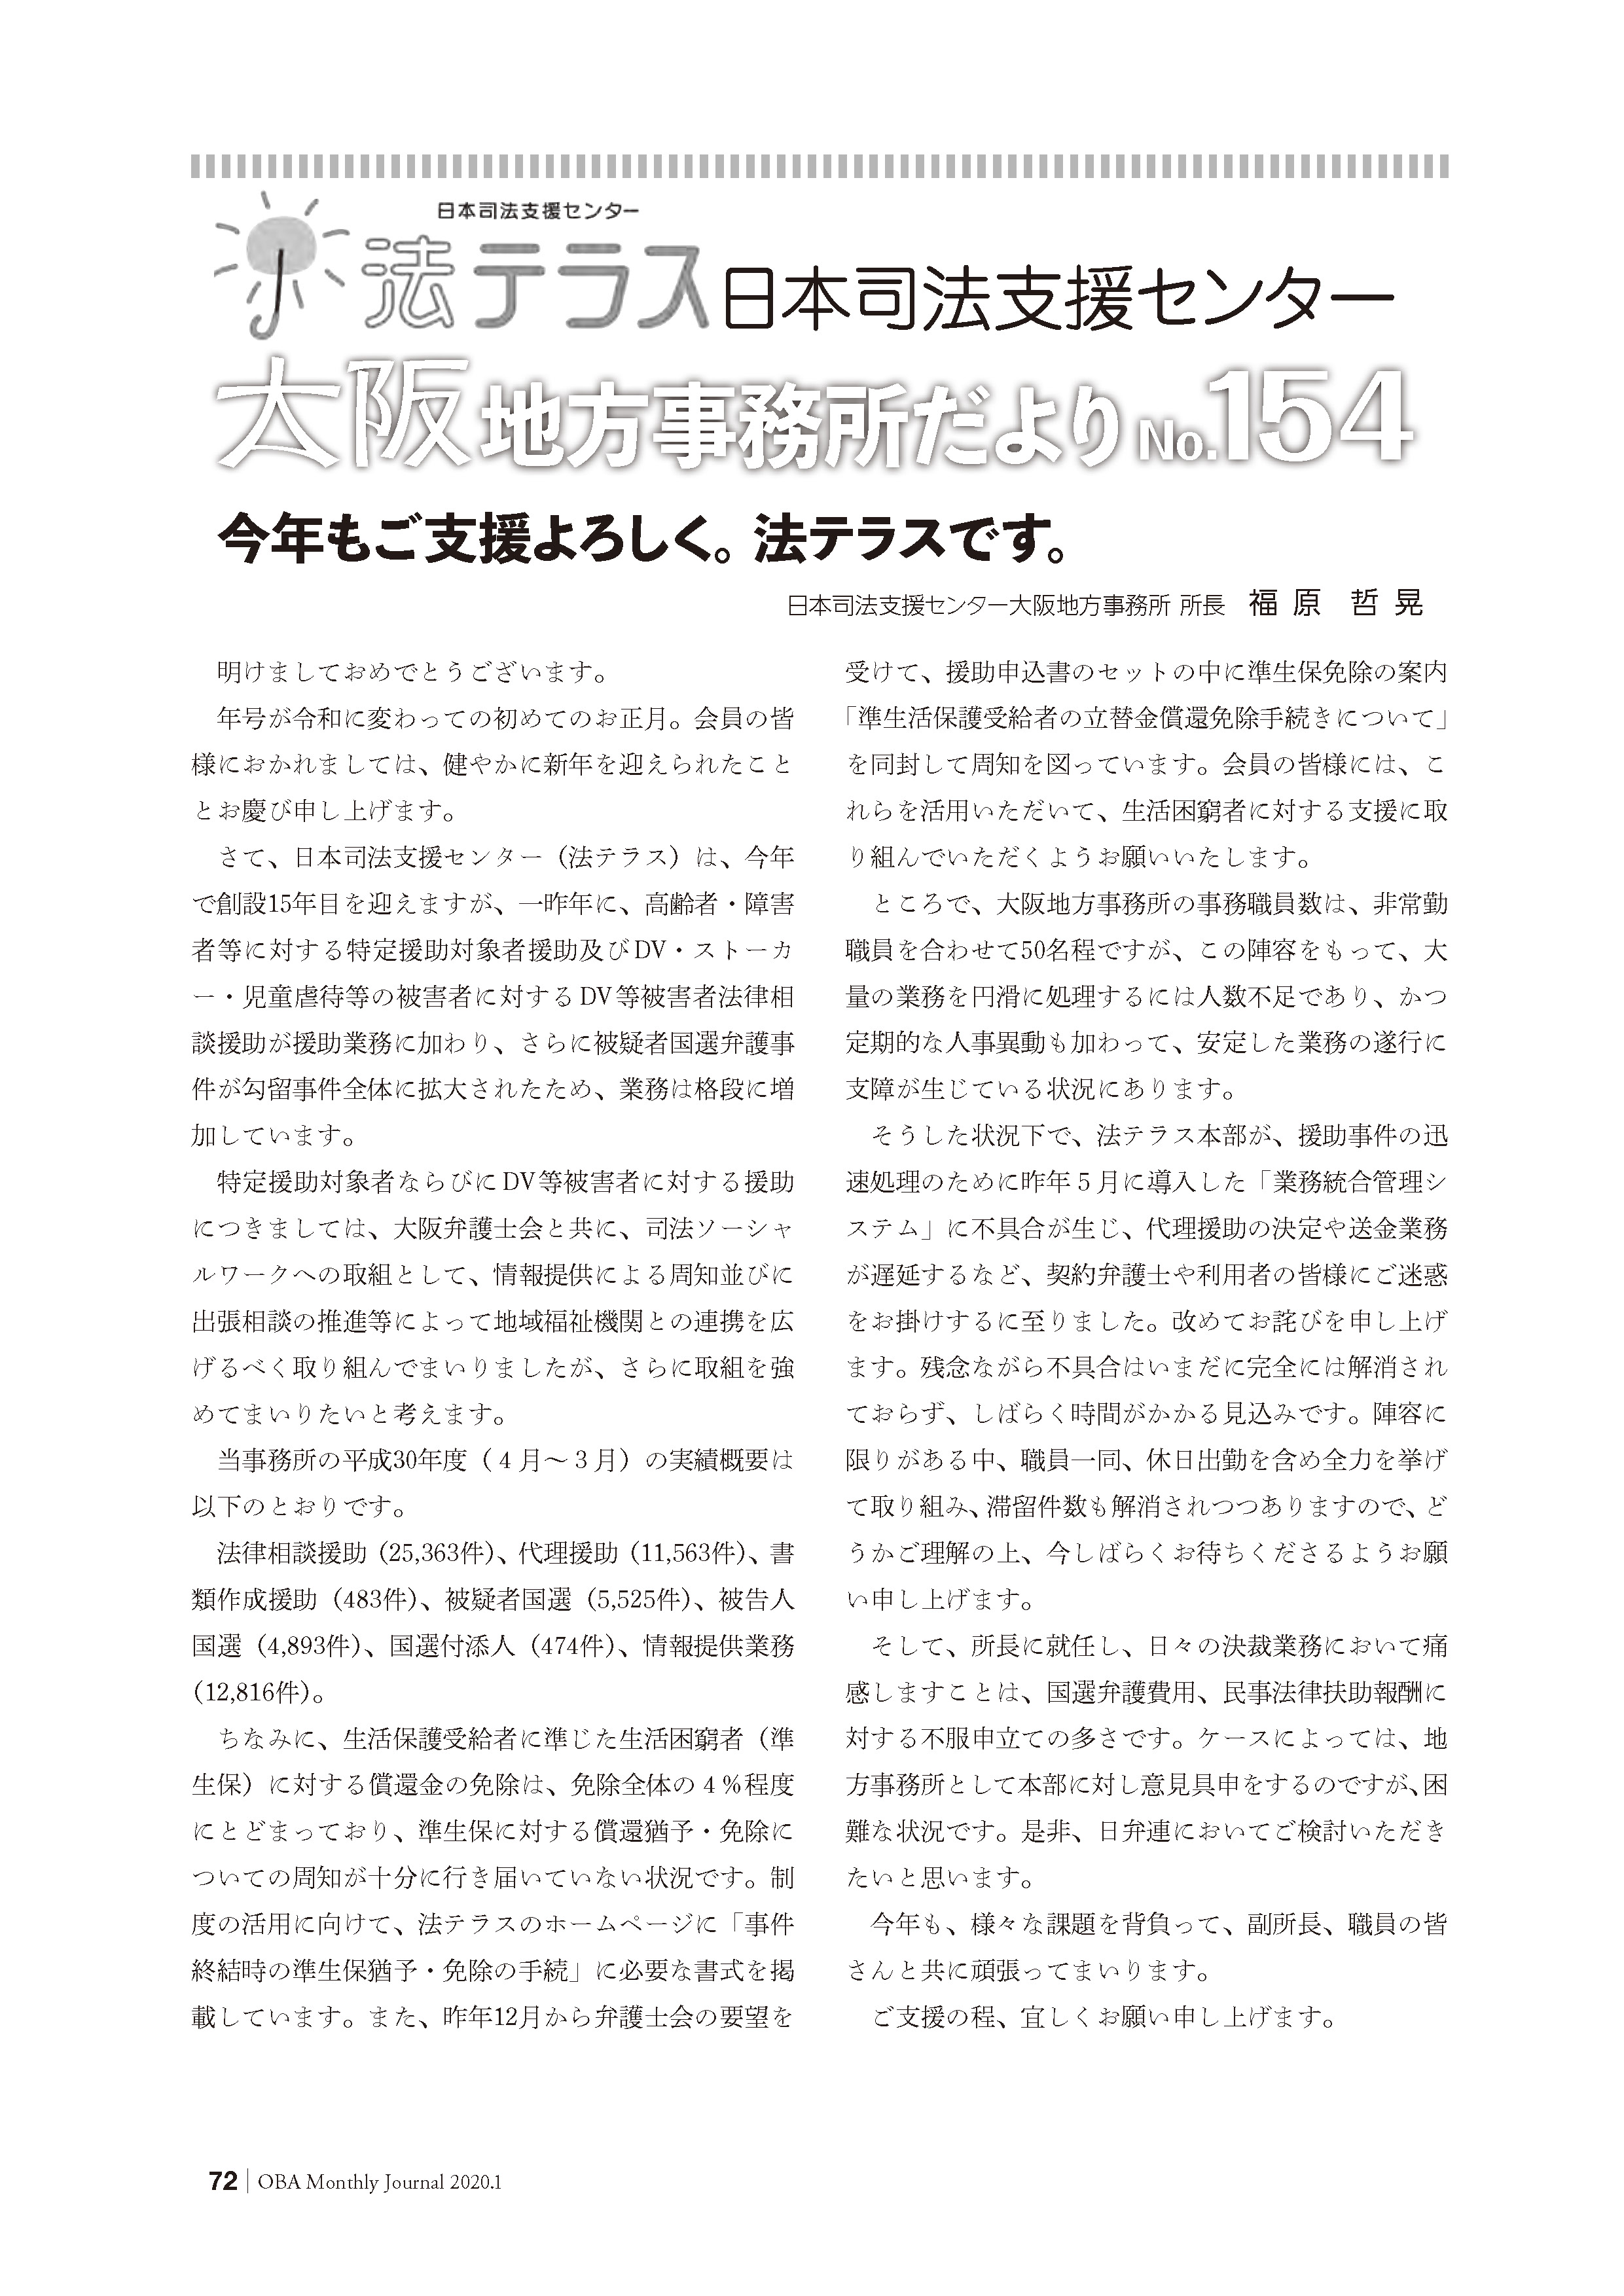 日本司法支援センター
法テラス 日本司法支援センター
大阪地方事務所だより No.154
今年もご支援よろしく。法テラスです。
日本司法支援センター大阪地方事務所 所長 福原 哲晃
明けましておめでとうございます。
年号が令和に変わっての初めてのお正月。会員の皆
様におかれましては、健やかに新年を迎えられたこと
とお慶び申し上げます。
さて、日本司法支援センター（法テラス）は、今年
で創設15年目を迎えますが、一昨年に、高齢者・障害
者等に対する特定援助対象者援助及びDV・ストーカ
ー・児童虐待等の被害者に対するDV等被害者法律相
談援助が援助業務に加わり、さらに被疑者国選弁護事
件が勾留事件全体に拡大されたため、業務は格段に増
加しています。
特定援助対象者ならびにDV等被害者に対する援助
につきましては、大阪弁護士会と共に、司法ソーシャ
ルワークへの取組として、情報提供による周知並びに
出張相談の推進等によって地域福祉機関との連携を広
げるべく取り組んでまいりましたが、さらに取組を強
めてまいりたいと考えます。
当事務所の平成30年度（４月～３月）の実績概要は
以下のとおりです。
法律相談援助（25,363件）、代理援助（11,563件）、書
類作成援助（483件）、被疑者国選（5,525件）、被告人
国選（4,893件）、国選付添人（474件）、情報提供業務
（12,816件）。
ちなみに、生活保護受給者に準じた生活困窮者（準
生保）に対する償還金の免除は、免除全体の４％程度
にとどまっており、準生保に対する償還猶予・免除に
ついての周知が十分に行き届いていない状況です。制
度の活用に向けて、法テラスのホームページに「事件
終結時の準生保猶予・免除の手続」に必要な書式を掲
載しています。また、昨年12月から弁護士会の要望を
受けて、援助申込書のセットの中に準生保免除の案内
「準生活保護受給者の立替金償還免除手続きについて」
を同封して周知を図っています。会員の皆様には、こ
れらを活用いただいて、生活困窮者に対する支援に取
り組んでいただくようお願いいたします。
ところで、大阪地方事務所の事務職員数は、非常勤
職員を合わせて50名程ですが、この陣容をもって、大
量の業務を円滑に処理するには人数不足であり、かつ
定期的な人事異動も加わって、安定した業務の遂行に
支障が生じている状況にあります。
そうした状況下で、法テラス本部が、援助事件の迅
速処理のために昨年５月に導入した「業務統合管理シ
ステム」に不具合が生じ、代理援助の決定や送金業務
が遅延するなど、契約弁護士や利用者の皆様にご迷惑
をお掛けするに至りました。改めてお詫びを申し上げ
ます。残念ながら不具合はいまだに完全には解消され
ておらず、しばらく時間がかかる見込みです。陣容に
限りがある中、職員一同、休日出勤を含め全力を挙げ
て取り組み、滞留件数も解消されつつありますので、ど
うかご理解の上、今しばらくお待ちくださるようお願
い申し上げます。
そして、所長に就任し、日々の決裁業務において痛
感しますことは、国選弁護費用、民事法律扶助報酬に
対する不服申立ての多さです。ケースによっては、地
方事務所として本部に対し意見具申をするのですが、困
難な状況です。是非、日弁連においてご検討いただき
たいと思います。
今年も、様々な課題を背負って、副所長、職員の皆
さんと共に頑張ってまいります。
ご支援の程、宜しくお願い申し上げます。
72 OBA Monthly Journal 2020.1